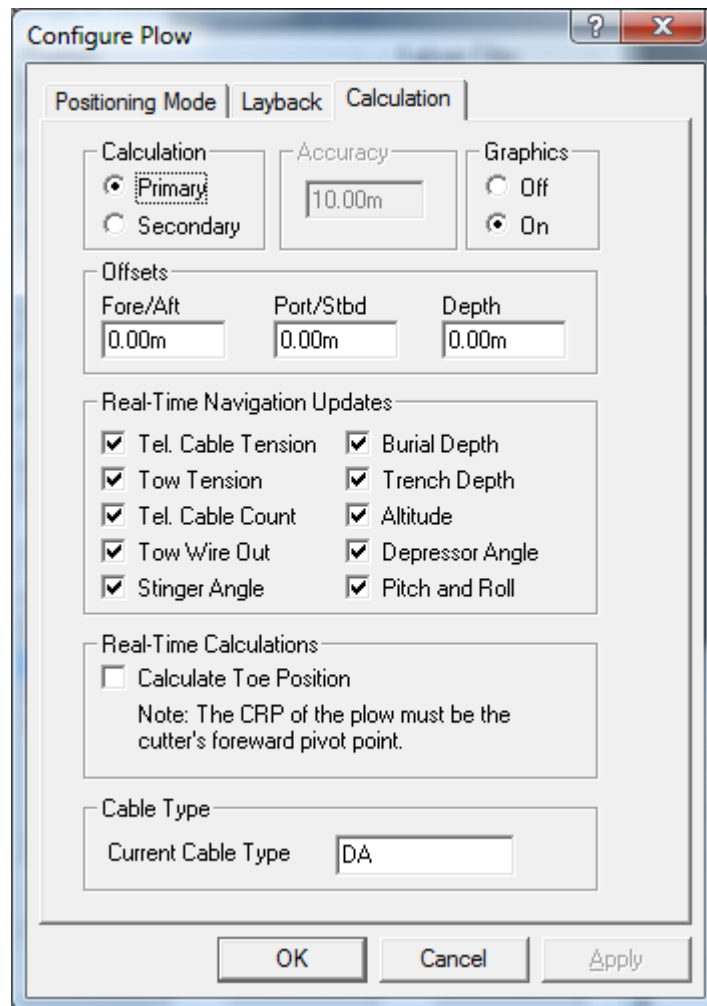 Configure Plow
Positioning Mode Layback Calculation
Calculation
Primary
Secondary
Accuracy
10.00m
Graphics
Off
On
Offsets
Fore/Aft Port/Stbd Depth
0.00m 0.00m 0.00m
Real-Time Navigation Updates
Tel. Cable Tension Burial Depth
Tow Tension Trench Depth
Tel. Cable Count Altitude
Tow Wire Out Depressor Angle
Stinger Angle Pitch and Roll
Real-Time Calculations
Calculate Toe Position
Note: The CRP of the plow must be the
cutter's foreward pivot point.
Cable Type
Current Cable Type DA
OK Cancel Apply